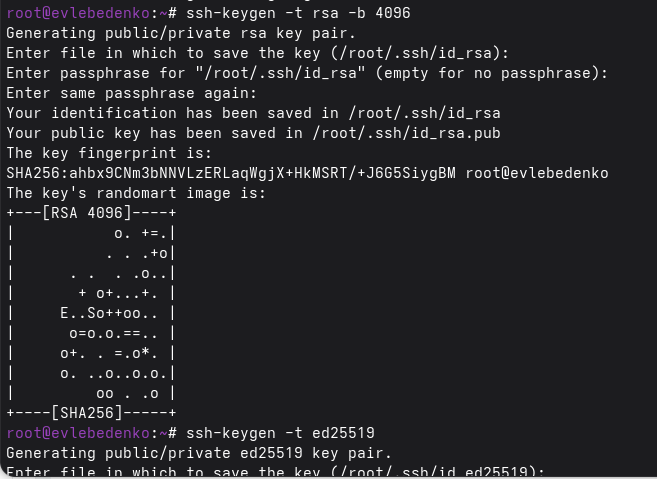 root@evlebedenko:~# ssh-keygen -t rsa -b 4096
Generating public/private rsa key pair.
Enter file in which to save the key (/root/.ssh/id_rsa):
Enter passphrase for "/root/.ssh/id_rsa" (empty for no passphrase):
Enter same passphrase again:
Your identification has been saved in /root/.ssh/id_rsa
Your public key has been saved in /root/.ssh/id_rsa.pub
The key fingerprint is:
SHA256:ahbx9CNm3bNNVLzERLaqWgjX+HkMSRT/+J6G5SiygBM root@evlebedenko
The key's randomart image is:
+---[RSA 4096]----+
|           o. +=.|
|          . . .+o|
|      . .  . .o..|
|       + o+...+. |
|     E..So++oo.. |
|      o=o.o.==.. |
|     o+. . =.o*. |
|     o. ..o..o.o.|
|         oo . .o |
+----[SHA256]-----+
root@evlebedenko:~# ssh-keygen -t ed25519
Generating public/private ed25519 key pair.
Enter file in which to save the key (/root/.ssh/id_ed25519):